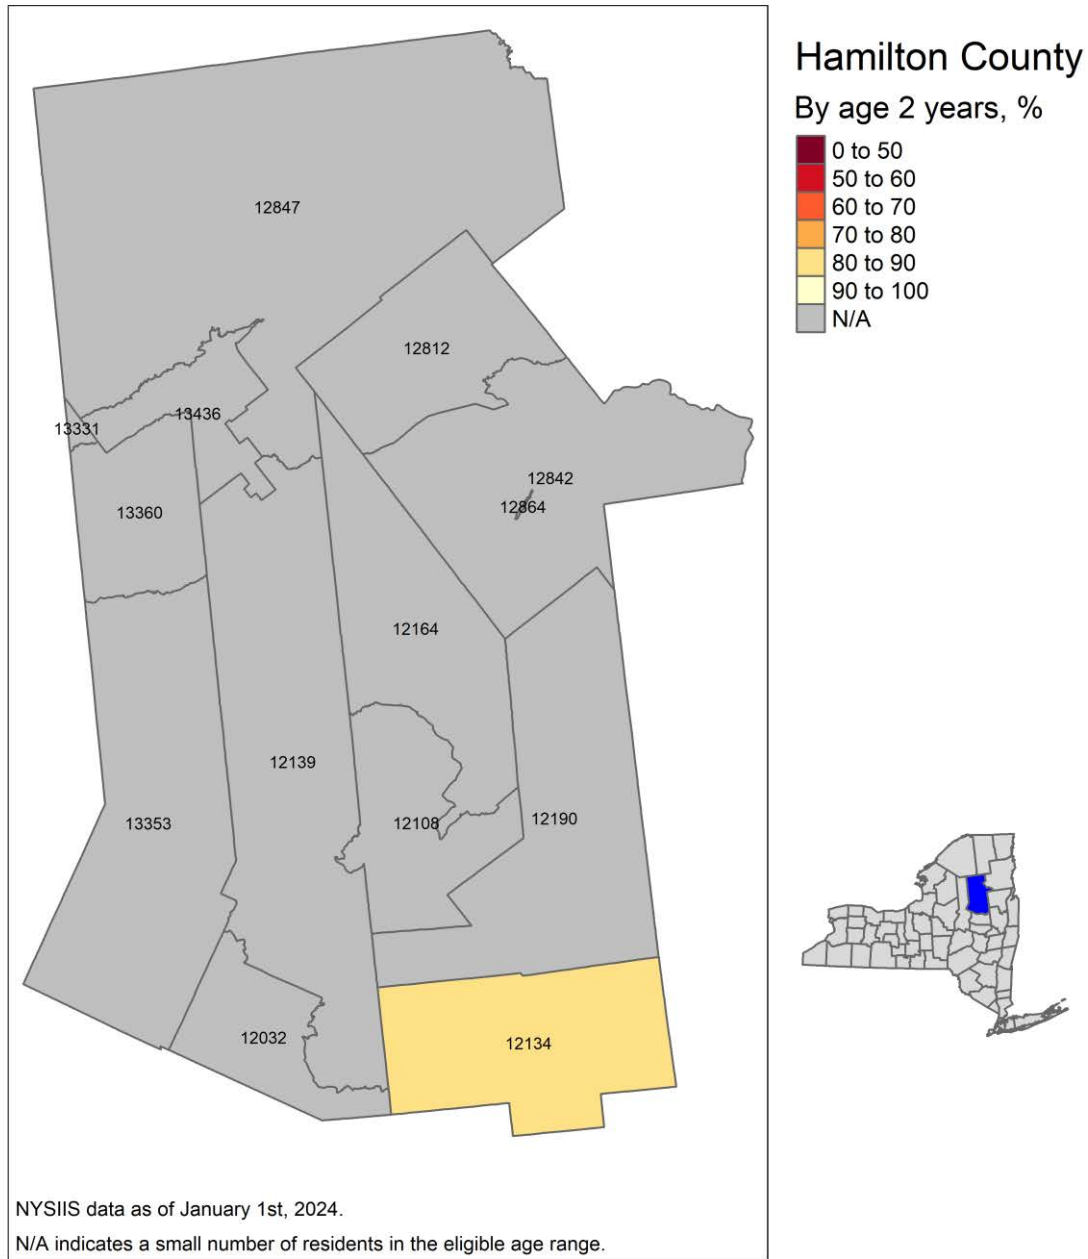 Hamilton County
By age 2 years, %
0 to 50
50 to 60
60 to 70
70 to 80
80 to 90
90 to 100
N/A
12847
12812
13436
13331
12842
12864
13360
12164
12139
12190
12108
13353
12032
12134
NYSIIS data as of January 1st, 2024.
N/A indicates a small number of residents in the eligible age range.